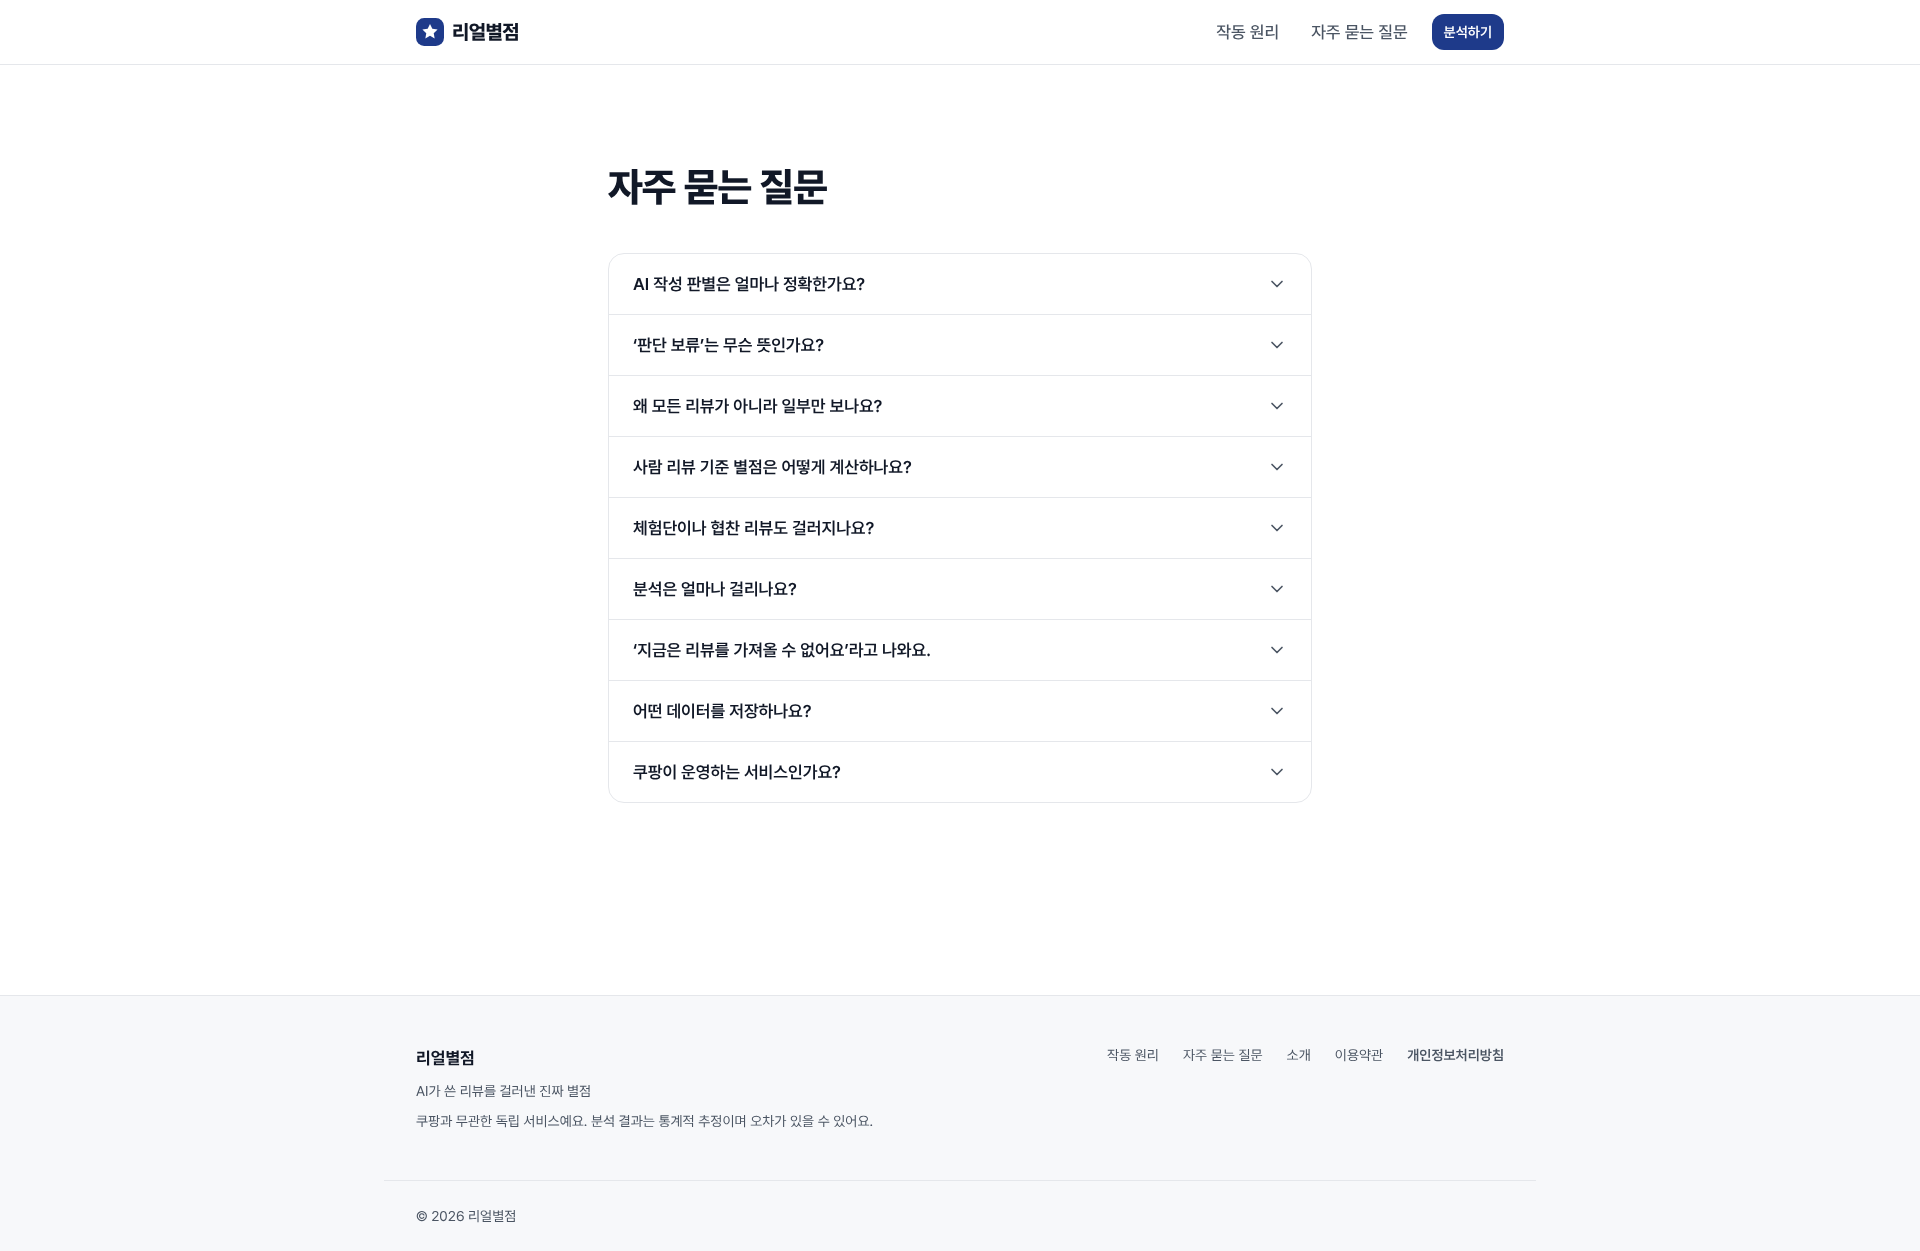 리얼별점
작동 원리
자주 묻는 질문
분석하기
자주 묻는 질문
AI 작성 판별은 얼마나 정확한가요?
‘판단 보류’는 무슨 뜻인가요?
왜 모든 리뷰가 아니라 일부만 보나요?
사람 리뷰 기준 별점은 어떻게 계산하나요?
체험단이나 협찬 리뷰도 걸러지나요?
분석은 얼마나 걸리나요?
‘지금은 리뷰를 가져올 수 없어요’라고 나와요.
어떤 데이터를 저장하나요?
쿠팡이 운영하는 서비스인가요?
리얼별점
AI가 쓴 리뷰를 걸러낸 진짜 별점
쿠팡과 무관한 독립 서비스예요. 분석 결과는 통계적 추정이며 오차가 있을 수 있어요.
작동 원리
자주 묻는 질문
소개
이용약관
개인정보처리방침
© 2026 리얼별점